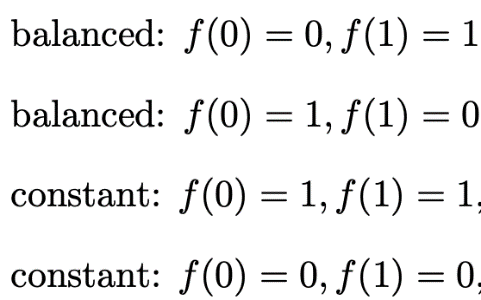 balanced: f(0) = 0, f(1) = 1
balanced: f(0) = 1, f(1) = 0
constant: f(0) = 1, f(1) = 1,
constant: f(0) = 0, f(1) = 0,